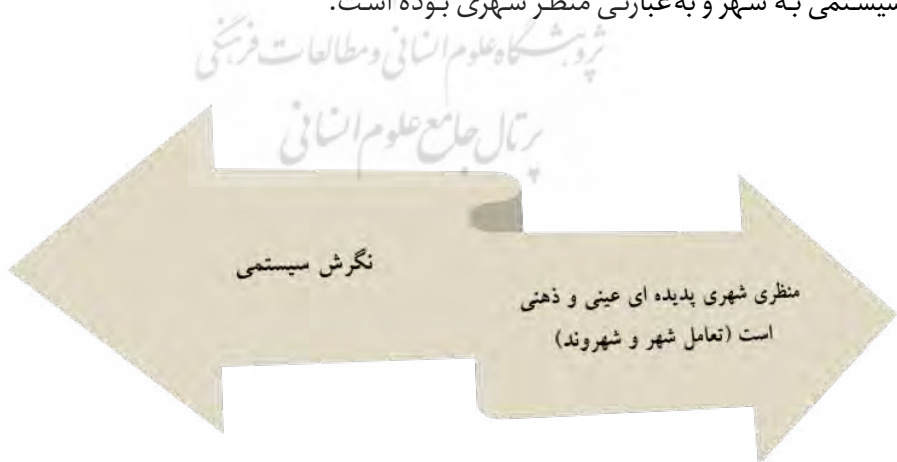 سیستمی به شهر و به‌عبارتی منظر شهری بوده است.
پژوهشگاه علوم انسانی و مطالعات فرهنگی
پرتال جامع علوم انسانی
نگرش سیستمی
منظری شهری پدیده ای عینی و ذهنی
است (تعامل شهر و شهروند)